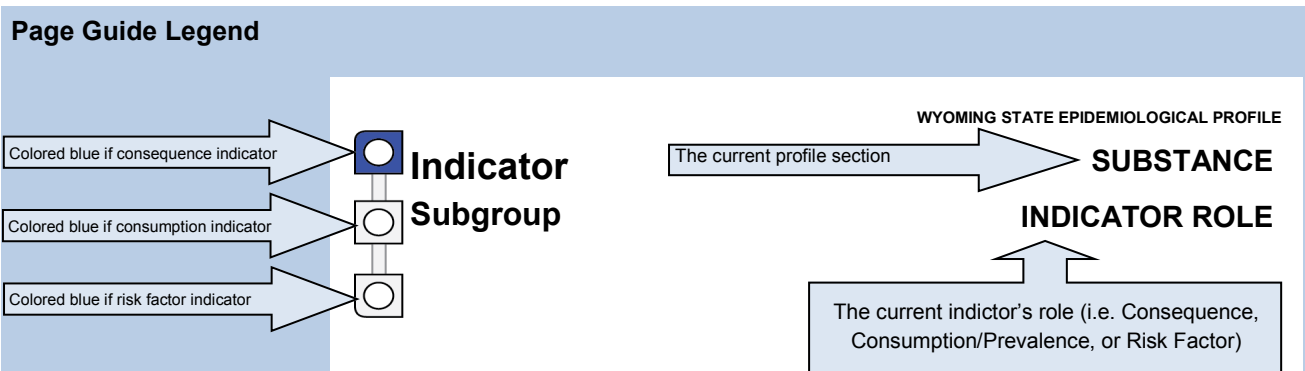 Page Guide Legend
WYOMING STATE EPIDEMIOLOGICAL PROFILE
Colored blue if consequence indicator
Indicator
The current profile section
SUBSTANCE
Colored blue if consumption indicator
Subgroup
INDICATOR ROLE
Colored blue if risk factor indicator
The current indictor’s role (i.e. Consequence,
Consumption/Prevalence, or Risk Factor)